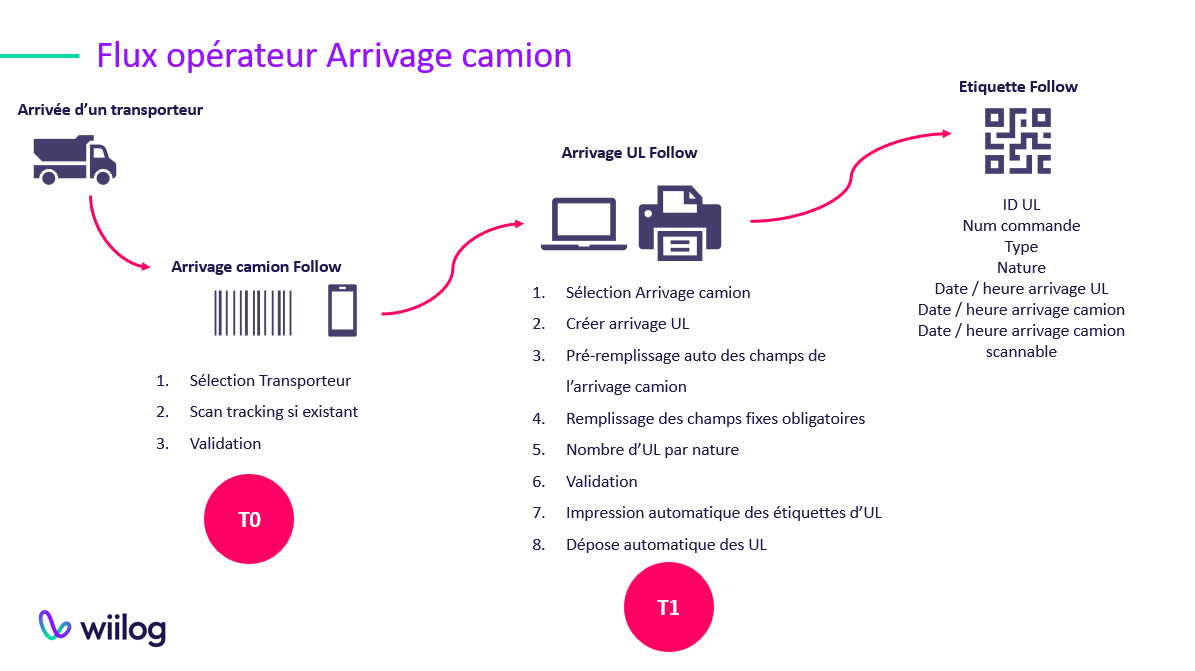 Flux opérateur Arrivage camion
Arrivée d’un transporteur
Arrivage camion Follow
1. Sélection Transporteur
2. Scan tracking si existant
3. Validation
T0
Arrivage UL Follow
1. Sélection Arrivage camion
2. Créer arrivage UL
3. Pré-remplissage auto des champs de
l’arrivage camion
4. Remplissage des champs fixes obligatoires
5. Nombre d’UL par nature
6. Validation
7. Impression automatique des étiquettes d’UL
8. Dépose automatique des UL
T1
Etiquette Follow
ID UL
Num commande
Type
Nature
Date / heure arrivage UL
Date / heure arrivage camion
Date / heure arrivage camion
scannable
wiilog